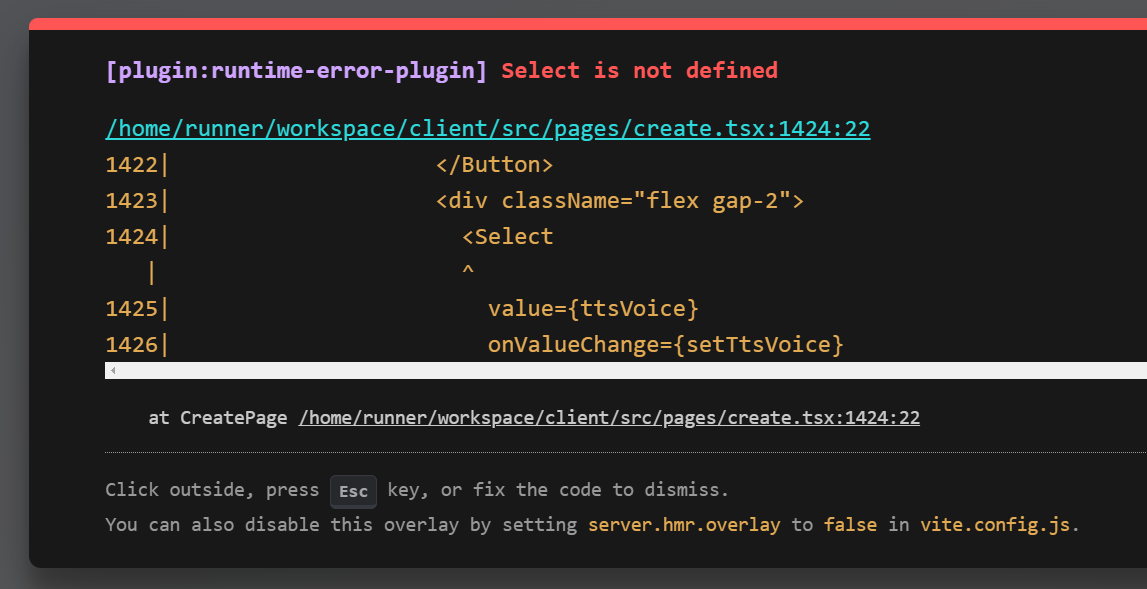 [plugin:runtime-error-plugin] Select is not defined
/home/runner/workspace/client/src/pages/create.tsx:1424:22
1422|                    </Button>
1423|                    <div className="flex gap-2">
1424|                      <Select
   |                      ^
1425|                        value={ttsVoice}
1426|                        onValueChange={setTtsVoice}
at CreatePage /home/runner/workspace/client/src/pages/create.tsx:1424:22
Click outside, press Esc key, or fix the code to dismiss.
You can also disable this overlay by setting server.hmr.overlay to false in vite.config.js.